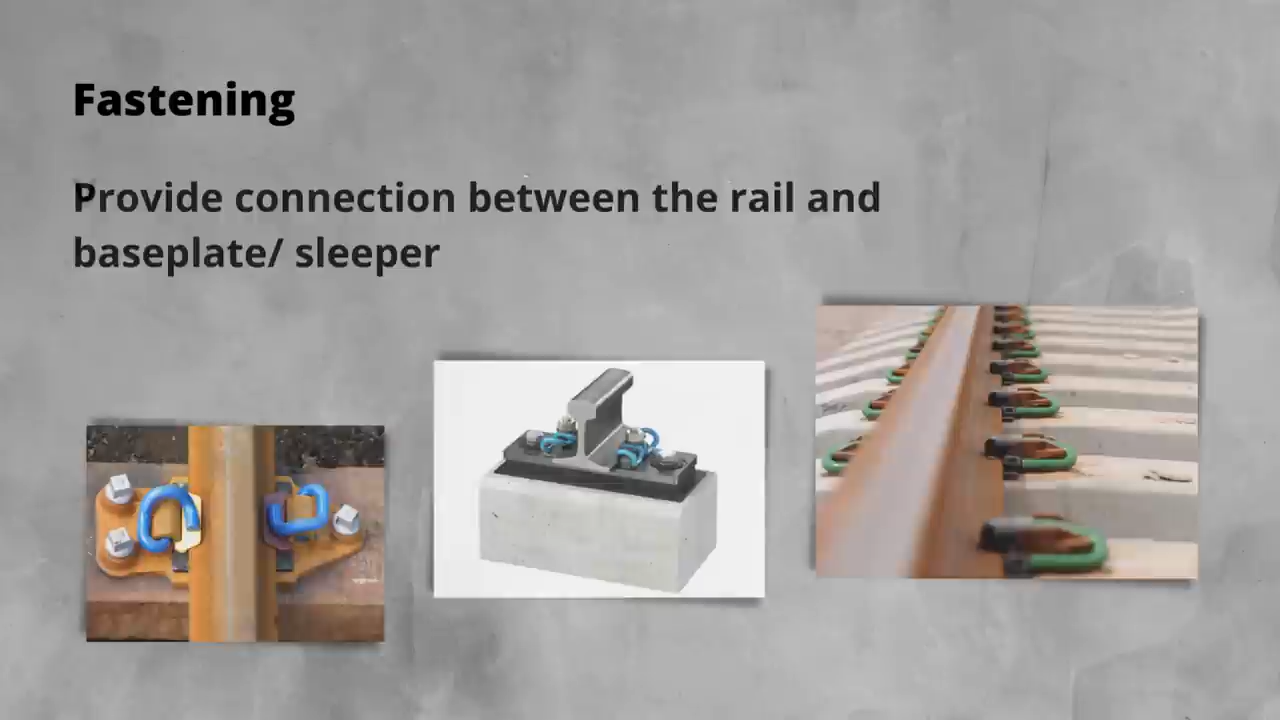 Fastening
Provide connection between the rail and
baseplate/ sleeper